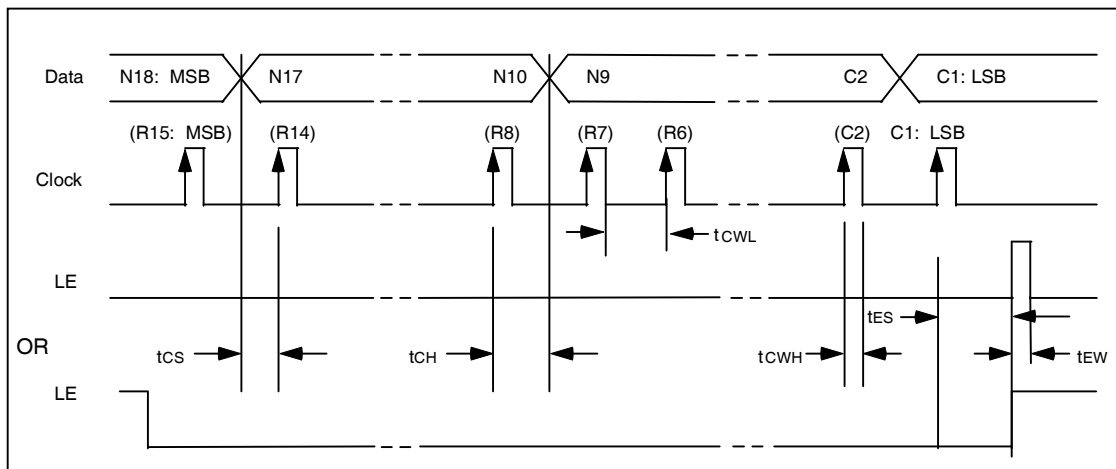 Data N18: MSB N17 N10 N9 C2 C1: LSB
(R15: MSB) (R14) (R8) (R7) (R6) (C2) C1: LSB
Clock
tCWL
LE
tES
OR tCS tCH tCWH tEW
LE